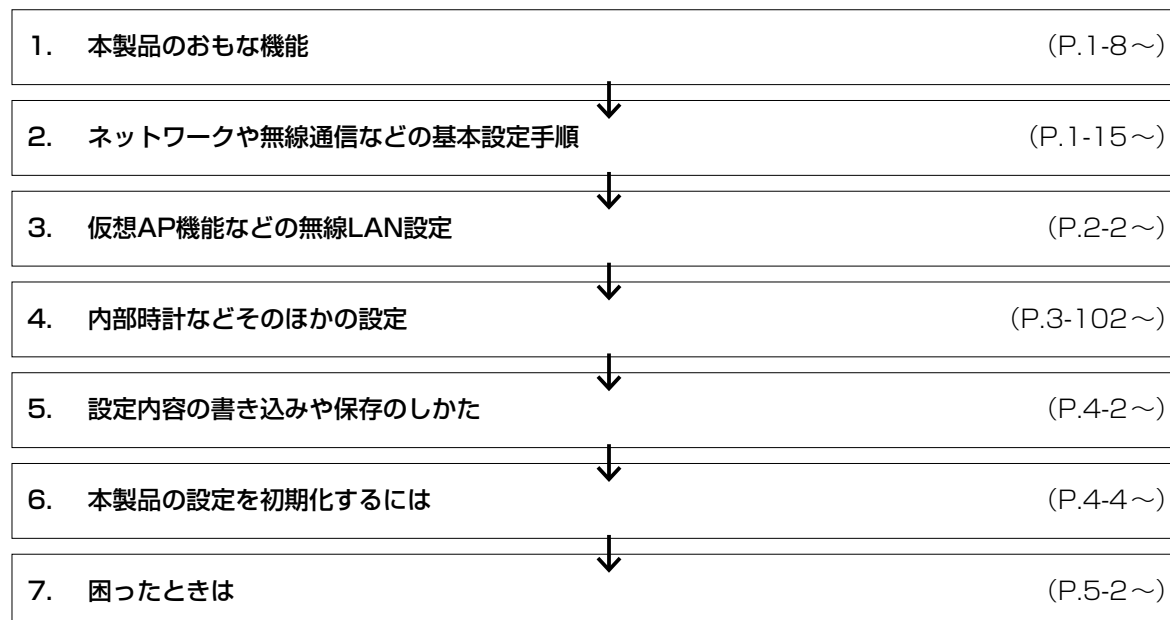 1. 本製品のおもな機能 （P.1-8～）
2. ネットワークや無線通信などの基本設定手順 （P.1-15～）
3. 仮想AP機能などの無線LAN設定 （P.2-2～）
4. 内部時計などそのほかの設定 （P.3-102～）
5. 設定内容の書き込みや保存のしかた （P.4-2～）
6. 本製品の設定を初期化するには （P.4-4～）
7. 困ったときは （P.5-2～）